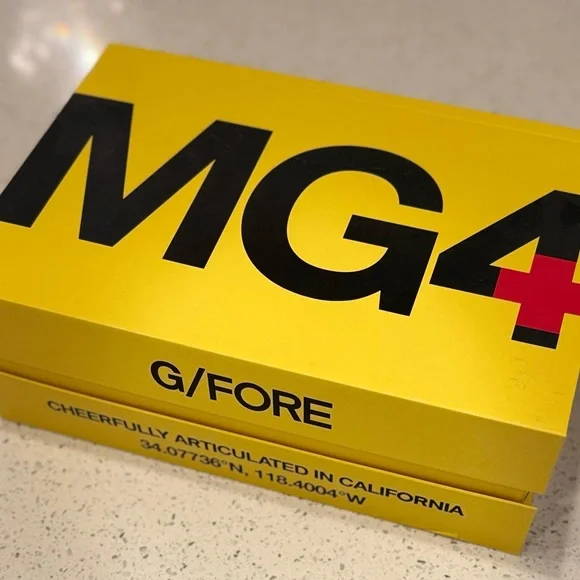 MG4
G/FORE
CHEERFULLY ARTICULATED IN CALIFORNIA
34.07736°N, 118.4004°W